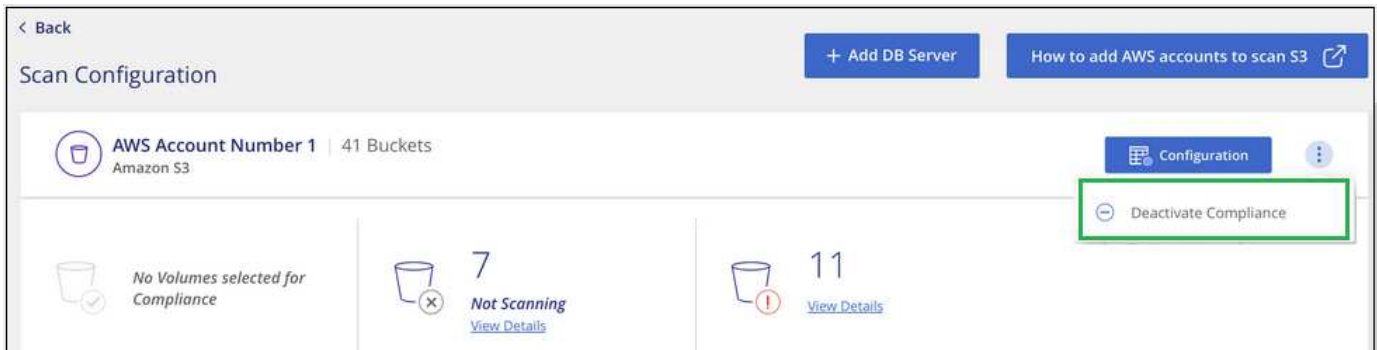 < Back
+ Add DB Server
How to add AWS accounts to scan S3
Scan Configuration
AWS Account Number 1 | 41 Buckets
Amazon S3
Configuration
Deactivate Compliance
No Volumes selected for
Compliance
7
Not Scanning
View Details
11
View Details